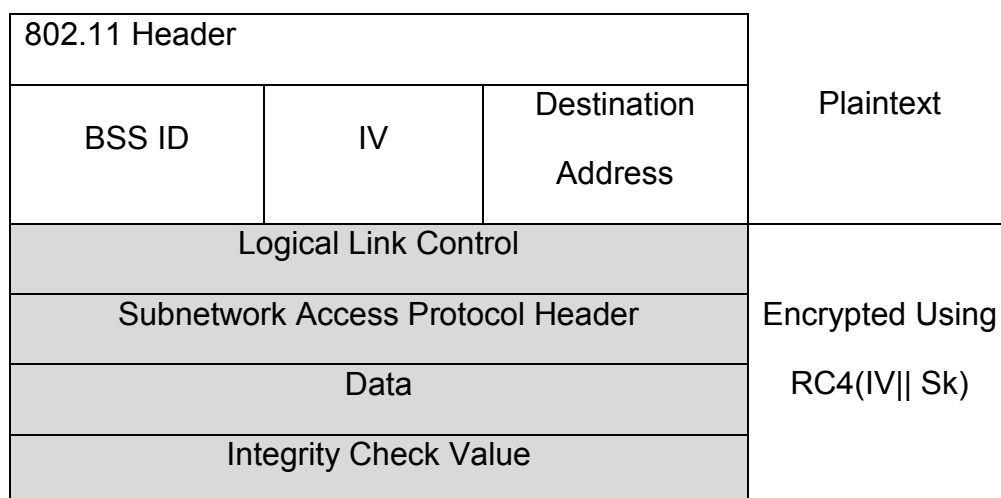 802.11 Header
BSS ID
IV
Destination
Address
Plaintext
Logical Link Control
Subnetwork Access Protocol Header
Data
Integrity Check Value
Encrypted Using
RC4(IV|| Sk)